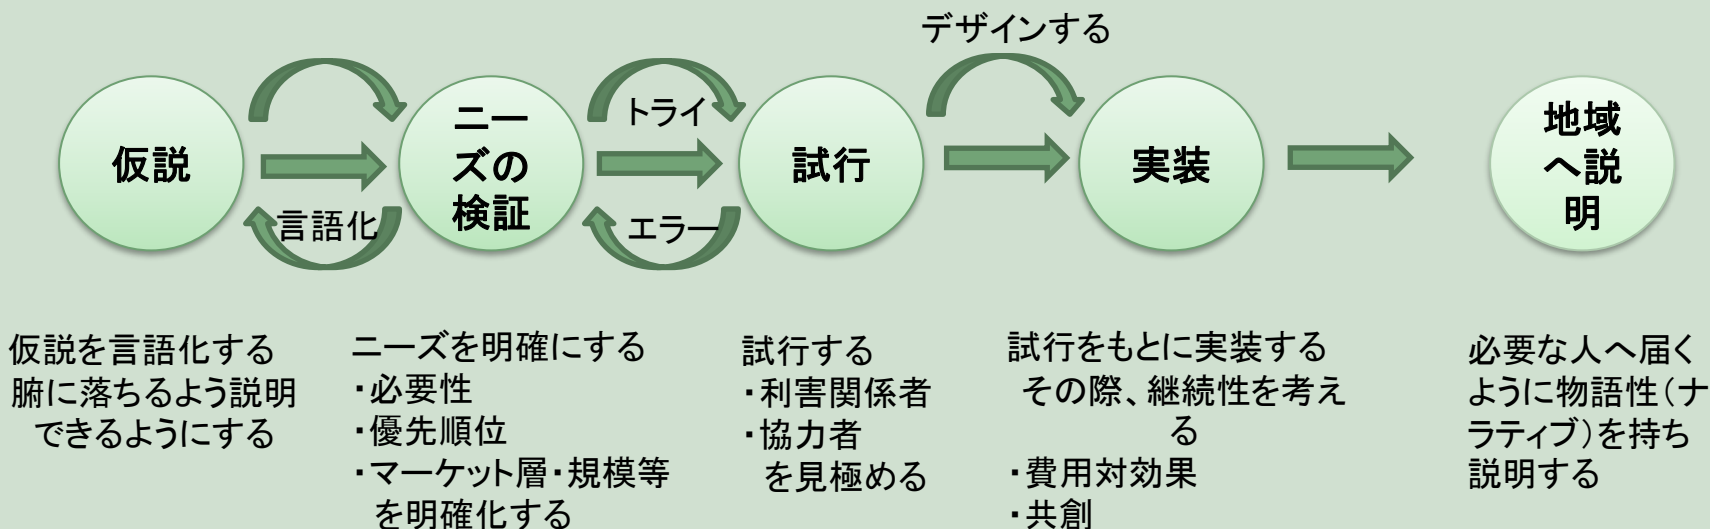 デザインする
仮説
ニー
ズの
検証
トライ
試行
実装
地域
へ説
明
言語化
エラー
仮説を言語化する
腑に落ちるよう説明
できるようにする
ニーズを明確にする
・必要性
・優先順位
・マーケット層・規模等
を明確化する
試行する
・利害関係者
・協力者
を見極める
試行をもとに実装する
その際、継続性を考え
る
・費用対効果
・共創
必要な人へ届く
ように物語性(ナ
ラティブ)を持ち
説明する